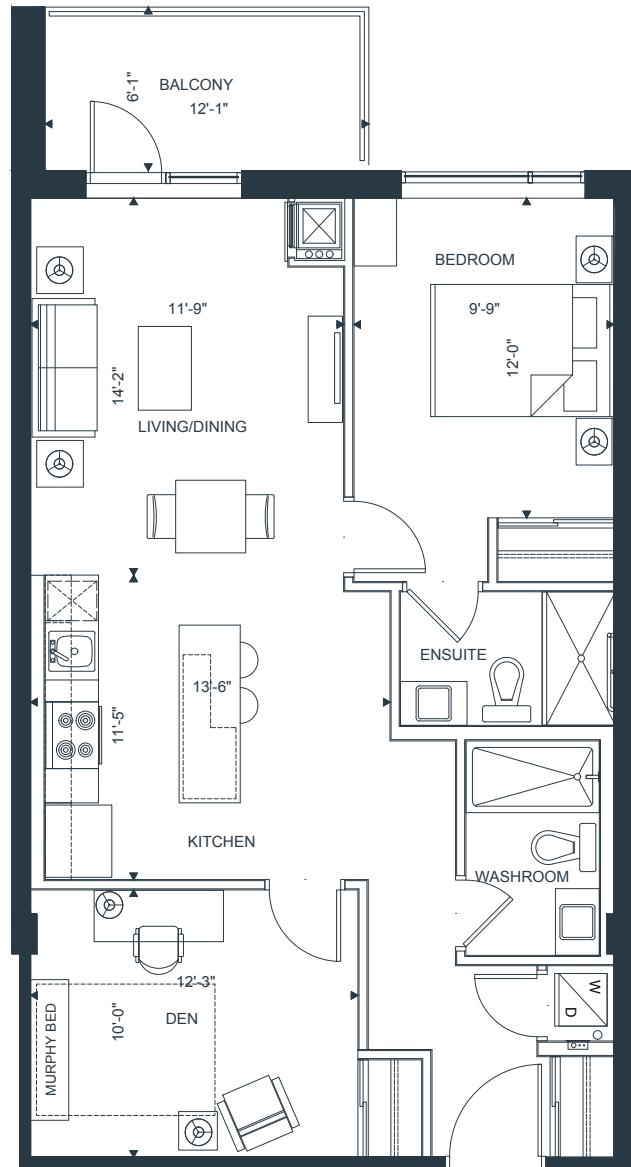 BALCONY
6'-1"
12'-1"
BEDROOM
11'-9"
9'-9"
14'-2"
12'-0"
LIVING/DINING
ENSUITE
13'-6"
11'-5"
KITCHEN
WASHROOM
12'-3"
W
D
10'-0"
DEN
MURPHY BED